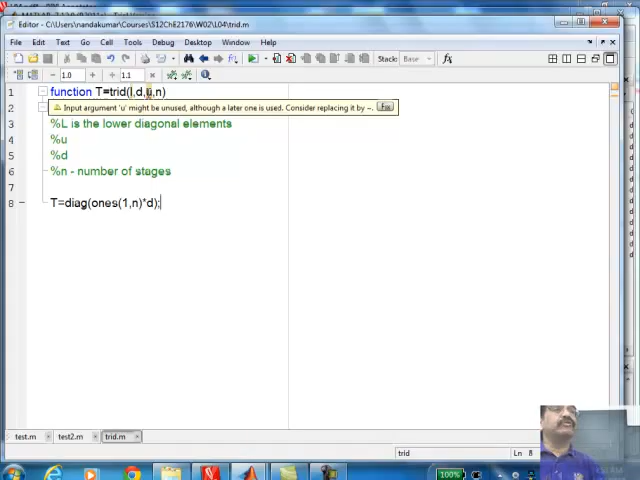 Editor - C:\Users\nandakumar\Courses\S12ChE2176\W02\L04\trid.m
File Edit Text Go Cell Tools Debug Desktop Window Help
Stack: Base
fx
1.0
1.1
1 function T=trid(l,d,u,n)
Input argument 'u' might be unused, although a later one is used. Consider replacing it by ~. Fix
2
3 %L is the lower diagonal elements
4 %u
5 %d
6 %n - number of stages
7
8 T=diag(ones(1,n)*d);
test.m test2.m trid.m
trid Ln
100%